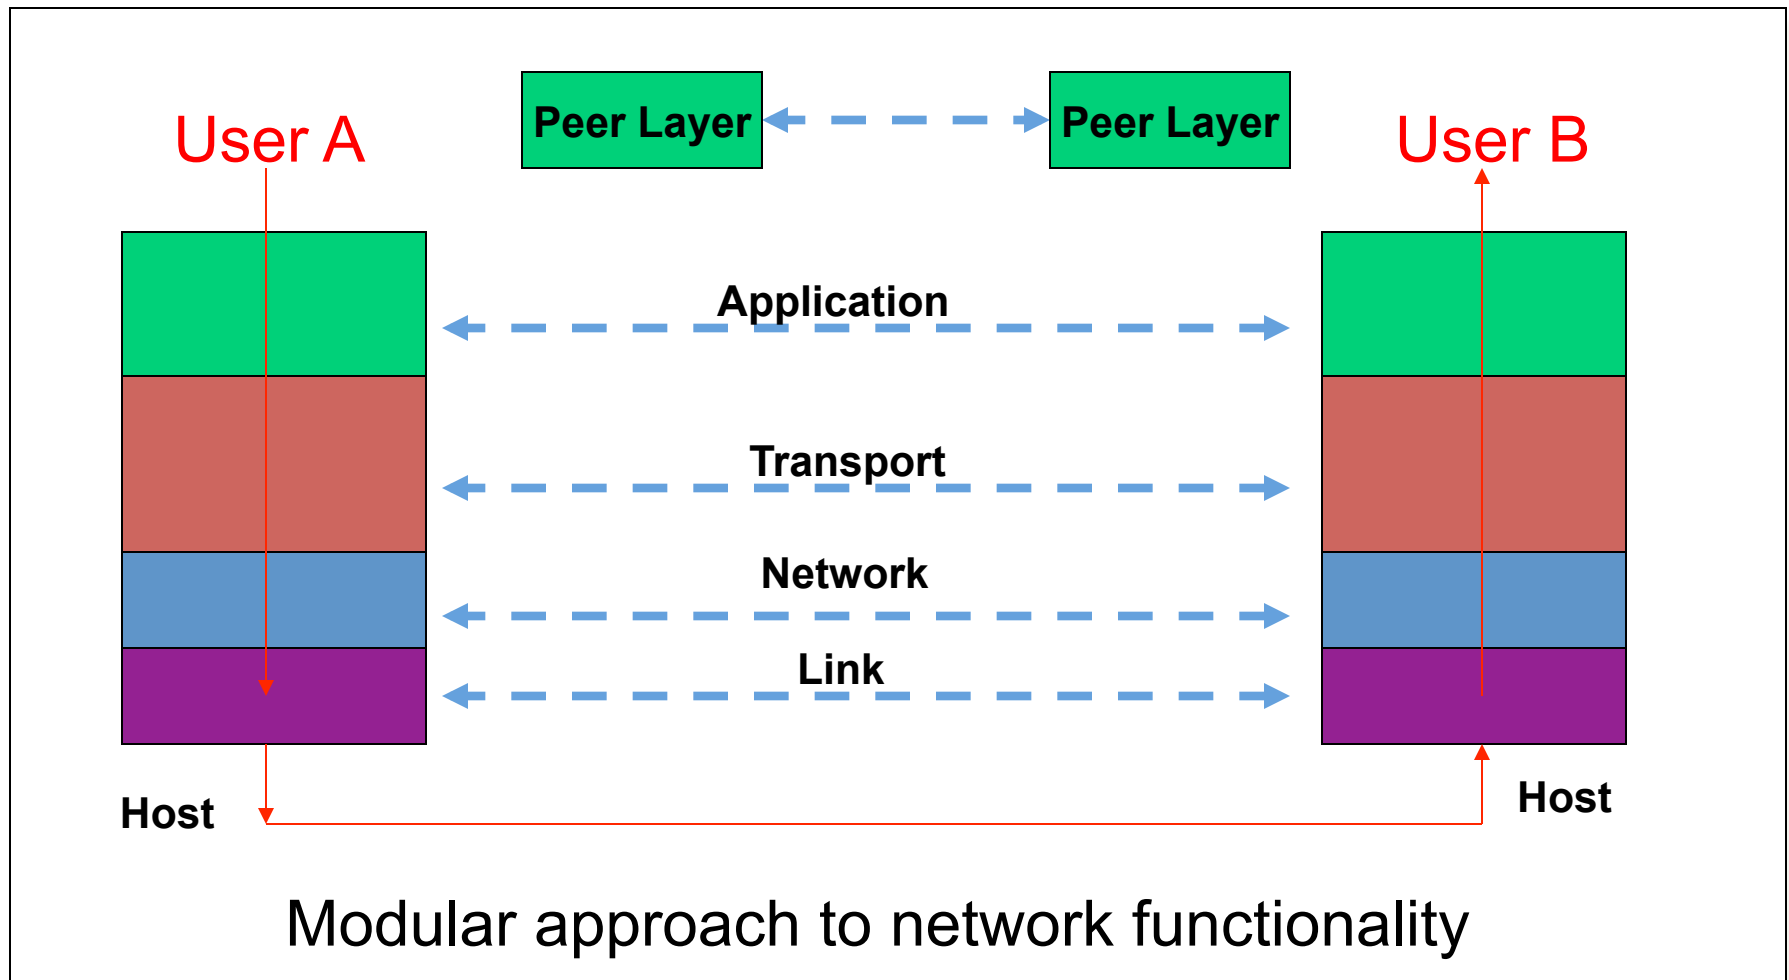 Peer Layer
Peer Layer
User A
User B
Application
Transport
Network
Link
Host
Host
Modular approach to network functionality